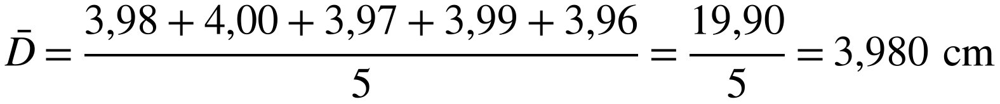 D̄ = (3,98 + 4,00 + 3,97 + 3,99 + 3,96)/5 = 19,90/5 = 3,980 cm